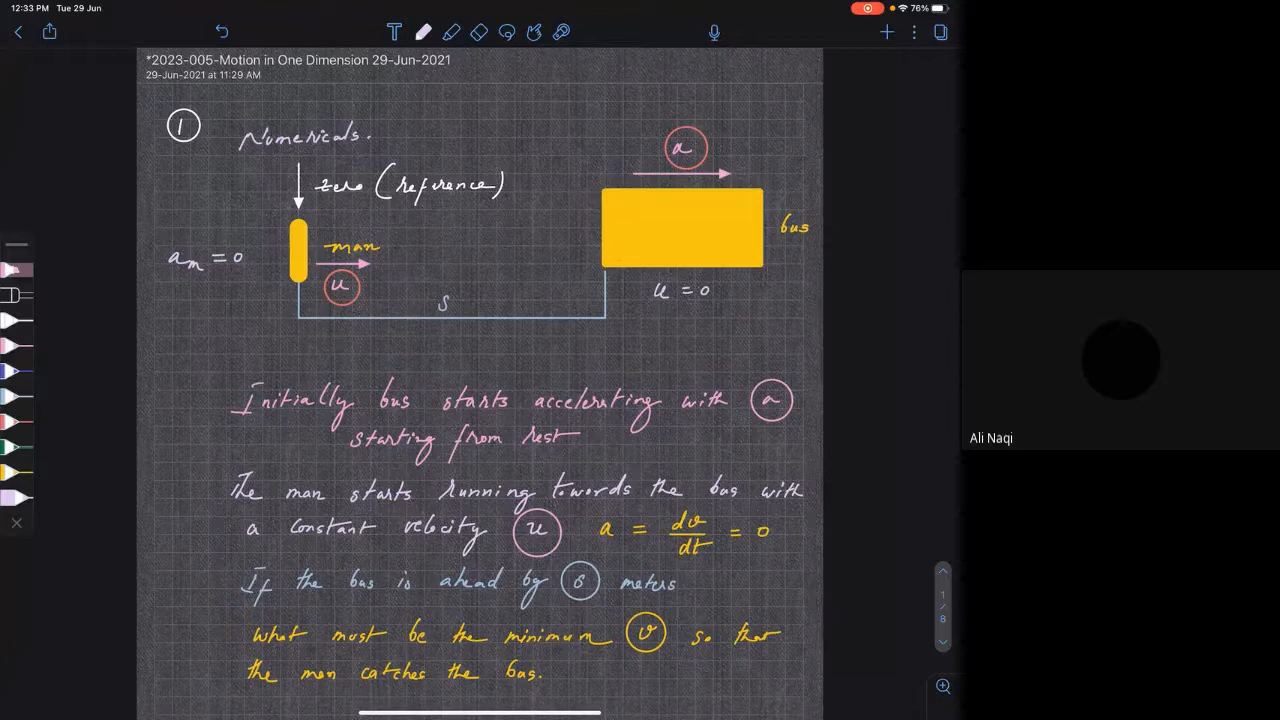 12:33 PM Tue 29 Jun
76%
*2023-005-Motion in One Dimension 29-Jun-2021
29-Jun-2021 at 11:29 AM
1 Numericals.
a
zero (reference)
bus
man
a_m = 0
u
u = 0
s
Initially bus starts accelerating with a
starting from rest
The man starts running towords the bus with
a constant velocity u a = dv/dt = 0
If the bus is ahead by s meters
What must be the minimum v so that
the man catches the bus.
1 / 8
Ali Naqi